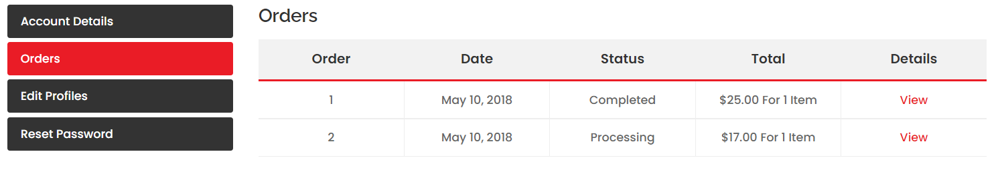 Account Details
Orders
Edit Profiles
Reset Password
Orders
Order Date Status Total Details
1 May 10, 2018 Completed $25.00 For 1 Item View
2 May 10, 2018 Processing $17.00 For 1 Item View